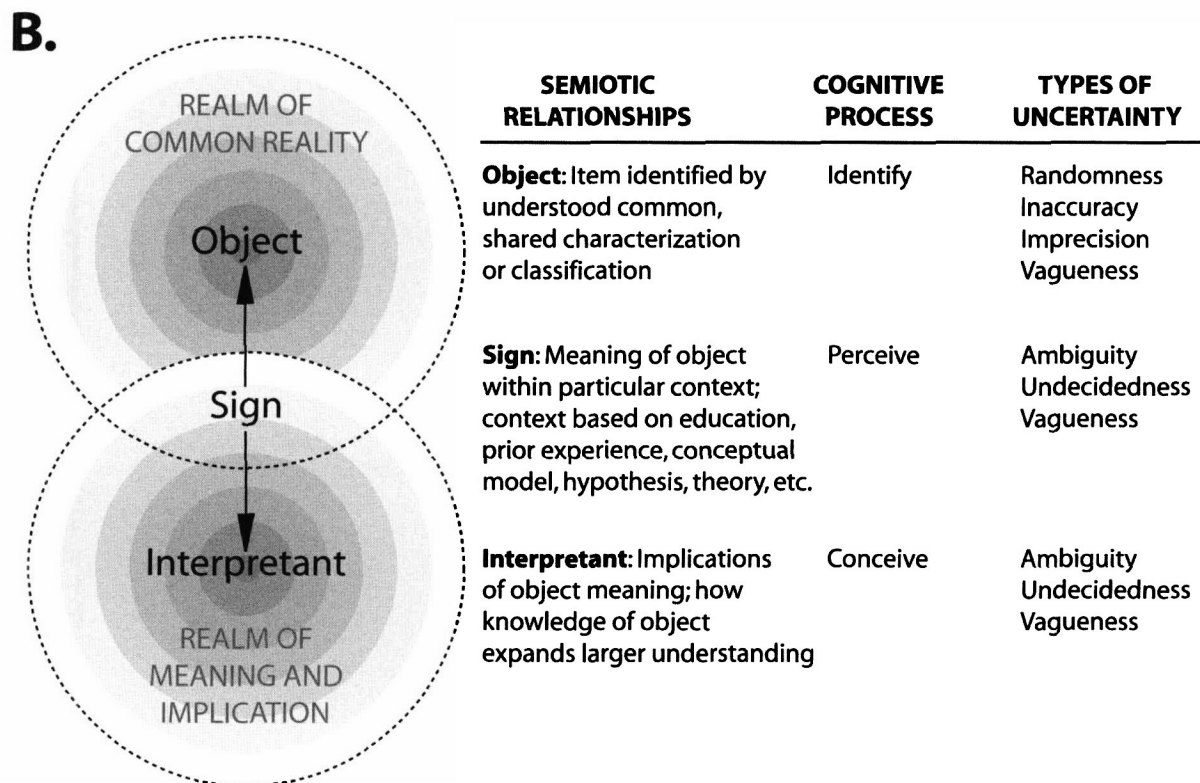 B.
REALM OF
COMMON REALITY
Object
Sign
Interpretant
REALM OF
MEANING AND
IMPLICATION
SEMIOTIC RELATIONSHIPS COGNITIVE PROCESS TYPES OF UNCERTAINTY
Object: Item identified by Identify Randomness
understood common, Inaccuracy
shared characterization Imprecision
or classification Vagueness
Sign: Meaning of object Perceive Ambiguity
within particular context; Undecidedness
context based on education, Vagueness
prior experience, conceptual
model, hypothesis, theory, etc.
Interpretant: Implications Conceive Ambiguity
of object meaning; how Undecidedness
knowledge of object Vagueness
expands larger understanding